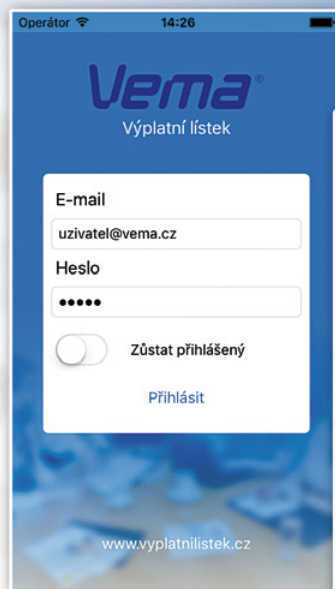 Operátor 14:26
Vema®
Výplatní lístek
E-mail
uzivatel@vema.cz
Heslo
•••••
Zůstat přihlášený
Přihlásit
www.vyplatnilistek.cz